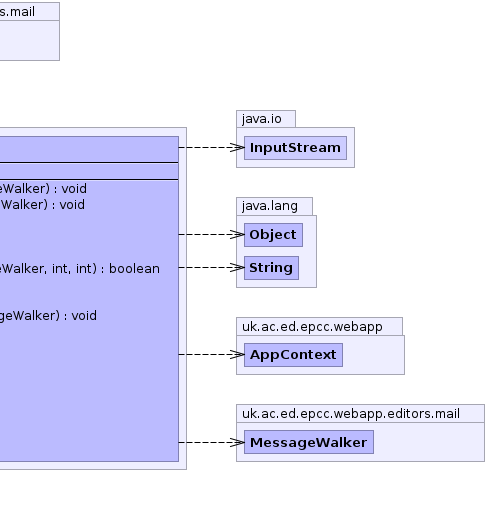 s.mail
java.io
InputStream
eWalker) : void
Walker) : void
java.lang
Object
eWalker, int, int) : boolean
String
geWalker) : void
uk.ac.ed.epcc.webapp
AppContext
uk.ac.ed.epcc.webapp.editors.mail
MessageWalker